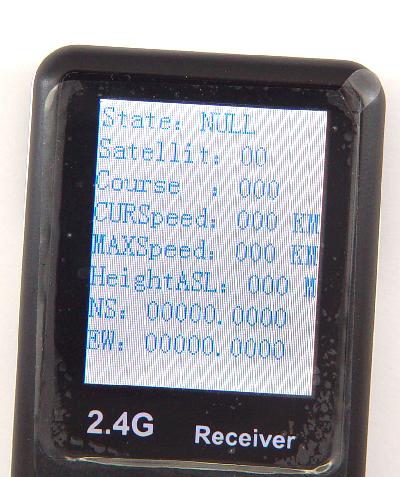 State: NULL
Satellit: 00
Course : 000
CURSpeed: 000 KM
MAXSpeed: 000 KM
HeightASL: 000 M
NS: 00000.0000
EW: 00000.0000
2.4G Receiver